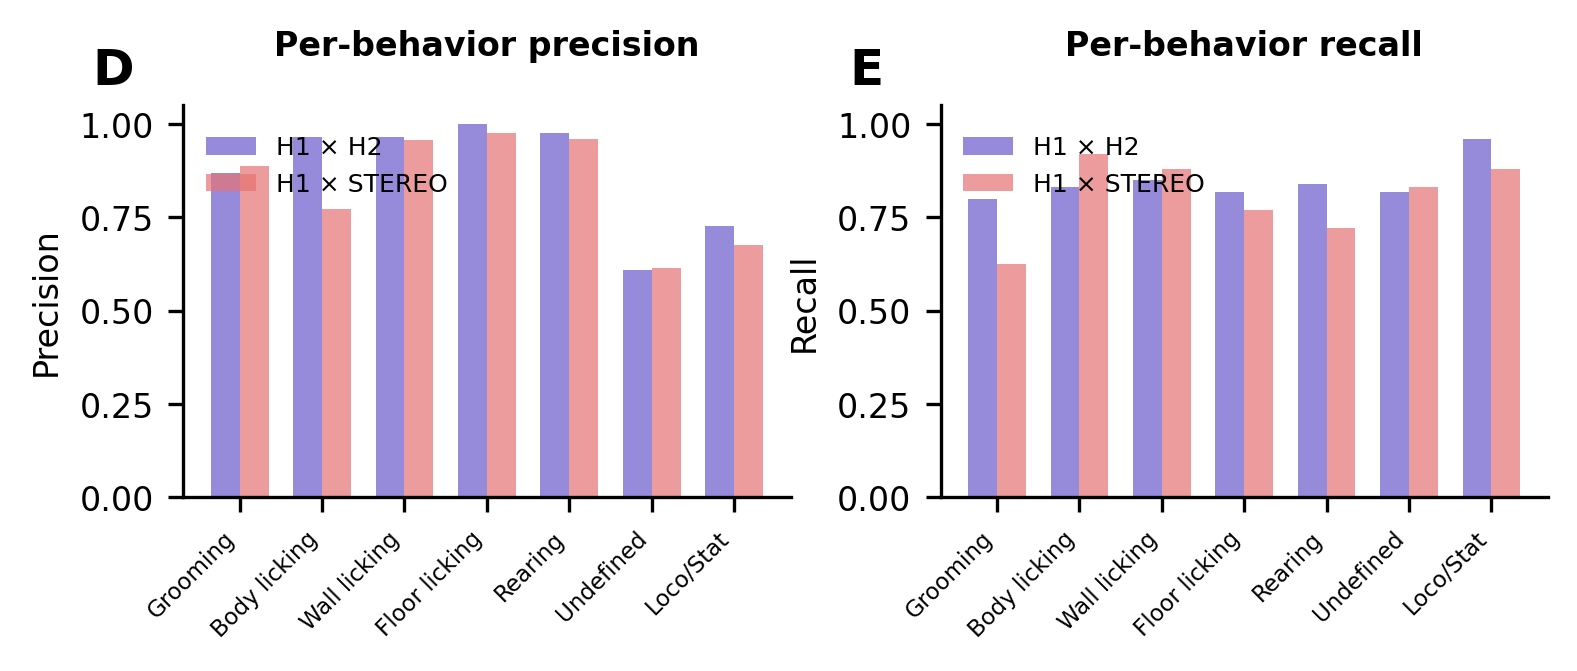 D
Per-behavior precision
1.00
0.75
0.50
0.25
0.00
Precision
H1 × H2
H1 × STEREO
Grooming
Body licking
Wall licking
Floor licking
Rearing
Undefined
Loco/Stat
E
Per-behavior recall
1.00
0.75
0.50
0.25
0.00
Recall
H1 × H2
H1 × STEREO
Grooming
Body licking
Wall licking
Floor licking
Rearing
Undefined
Loco/Stat